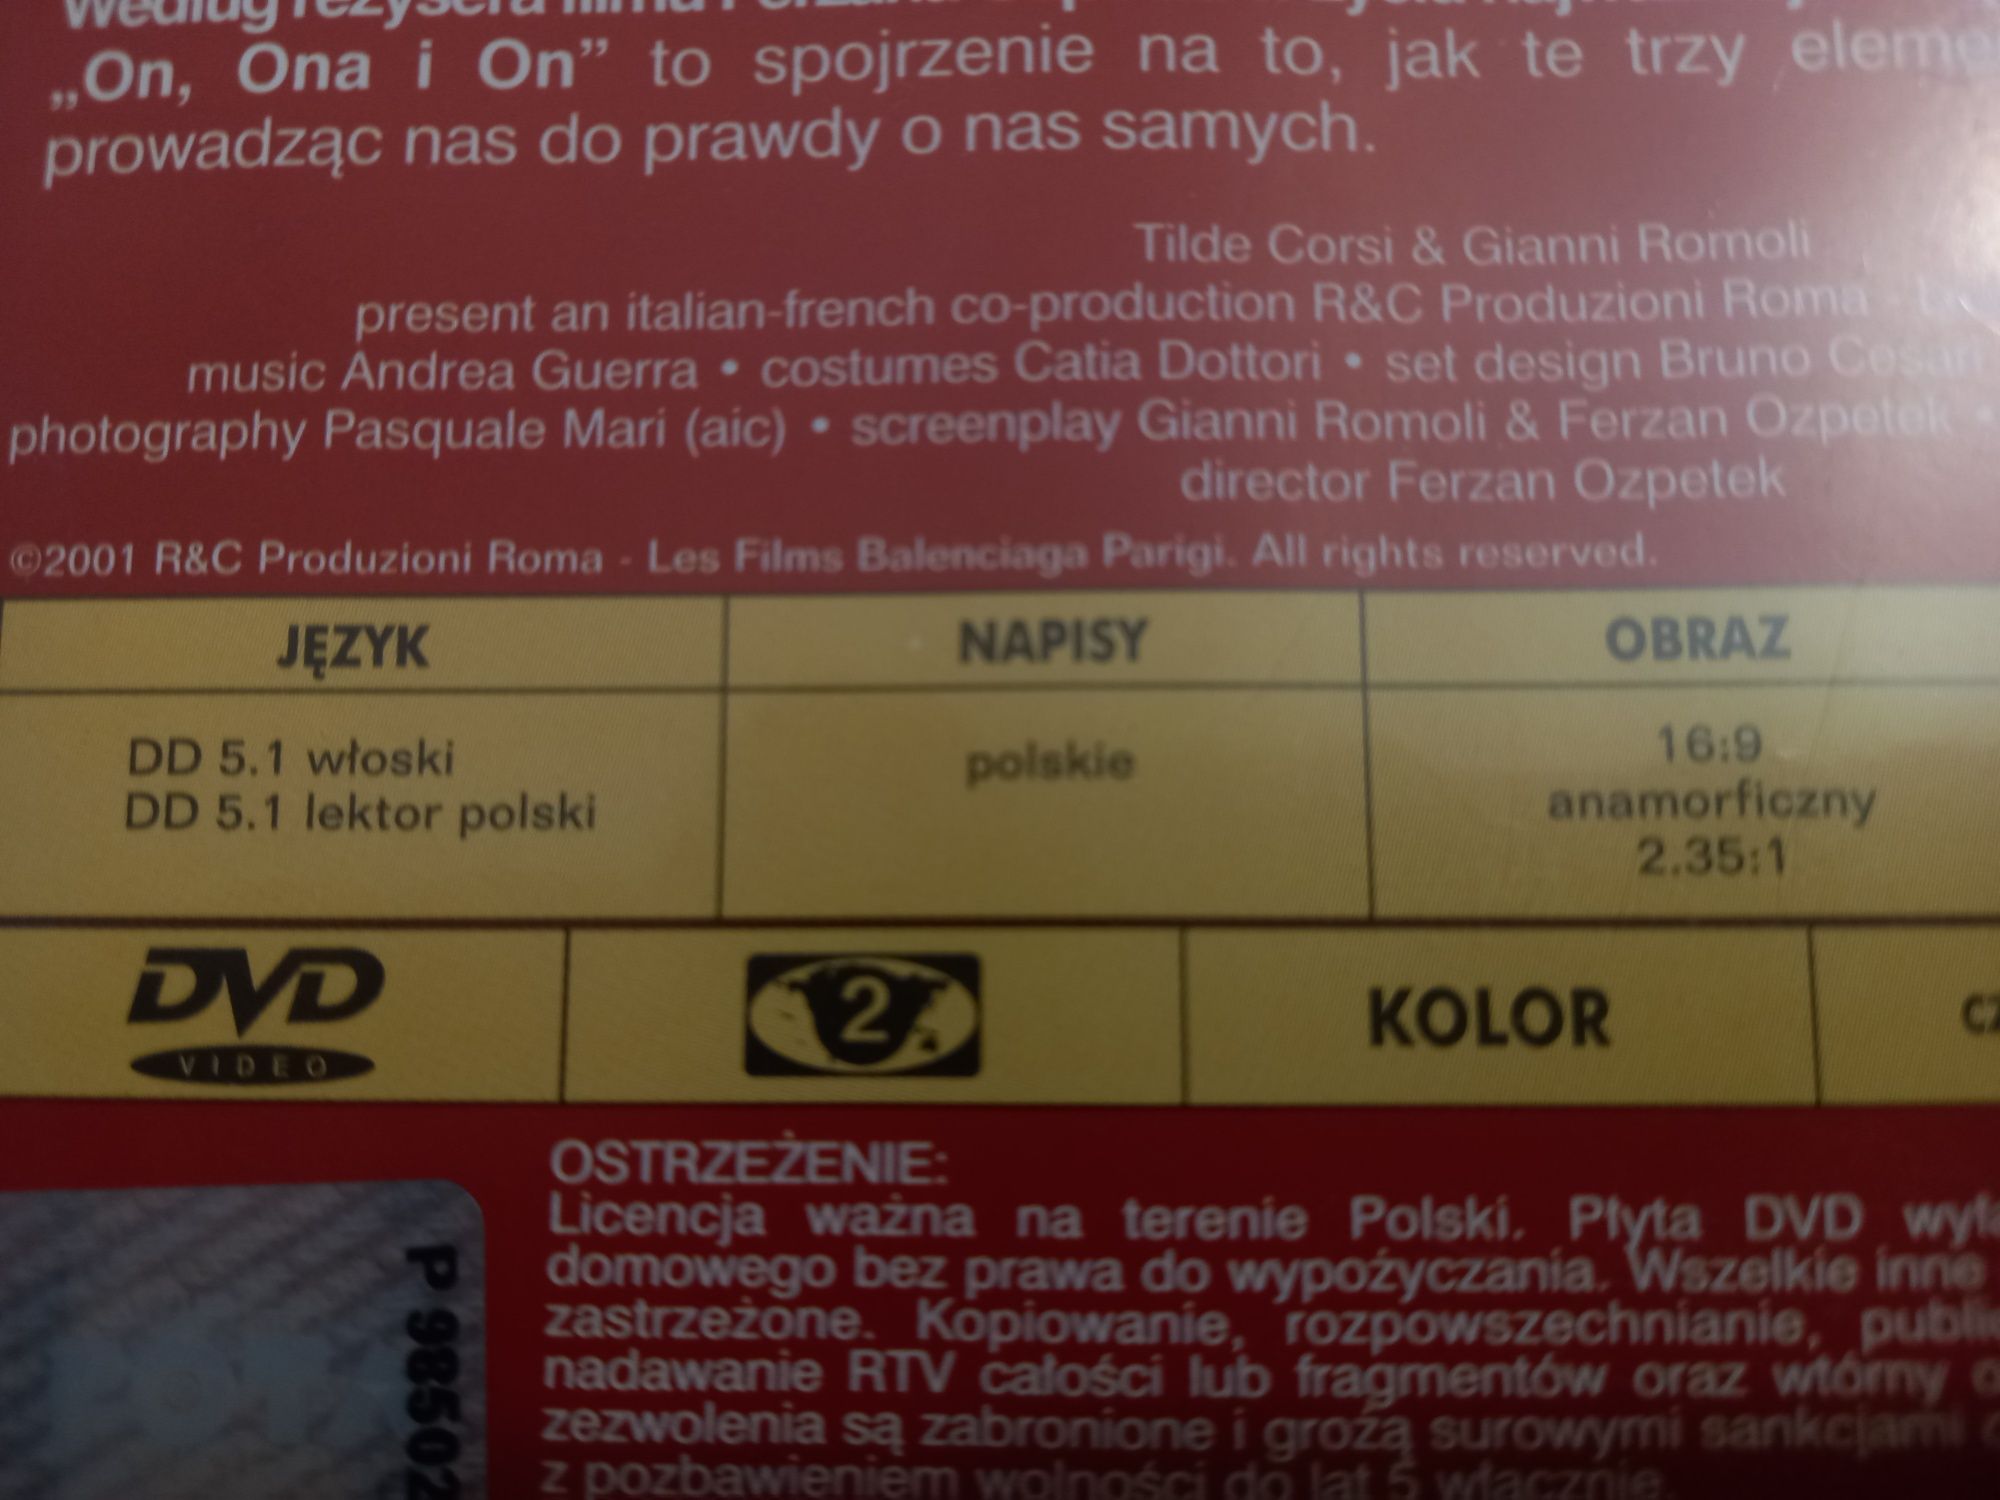 Według reżysera filmu
„On, Ona i On” to spojrzenie na to, jak te trzy
prowadząc nas do prawdy o nas samych.
Tilde Corsi & Gianni Romoli
present an italian-french co-production R&C Produzioni Roma -
music Andrea Guerra • costumes Catia Dottori • set design Bruno Cesari
photography Pasquale Mari (aic) • screenplay Gianni Romoli & Ferzan Ozpetek •
director Ferzan Ozpetek
©2001 R&C Produzioni Roma - Les Films Balenciaga Parigi. All rights reserved.
JĘZYK NAPISY OBRAZ
DD 5.1 włoski
DD 5.1 lektor polski
polskie
16:9
anamorficzny
2.35:1
DVD
VIDEO
2
KOLOR
OSTRZEŻENIE:
Licencja ważna na terenie Polski. Płyta DVD
domowego bez prawa do wypożyczania. Wszelkie inne
zastrzeżone. Kopiowanie, rozpowszechnianie,
nadawanie RTV całości lub fragmentów oraz wtórny
zezwolenia są zabronione i grożą surowymi sankcjami
z pozbawieniem wolności do lat 5 włącznie.
P 98502